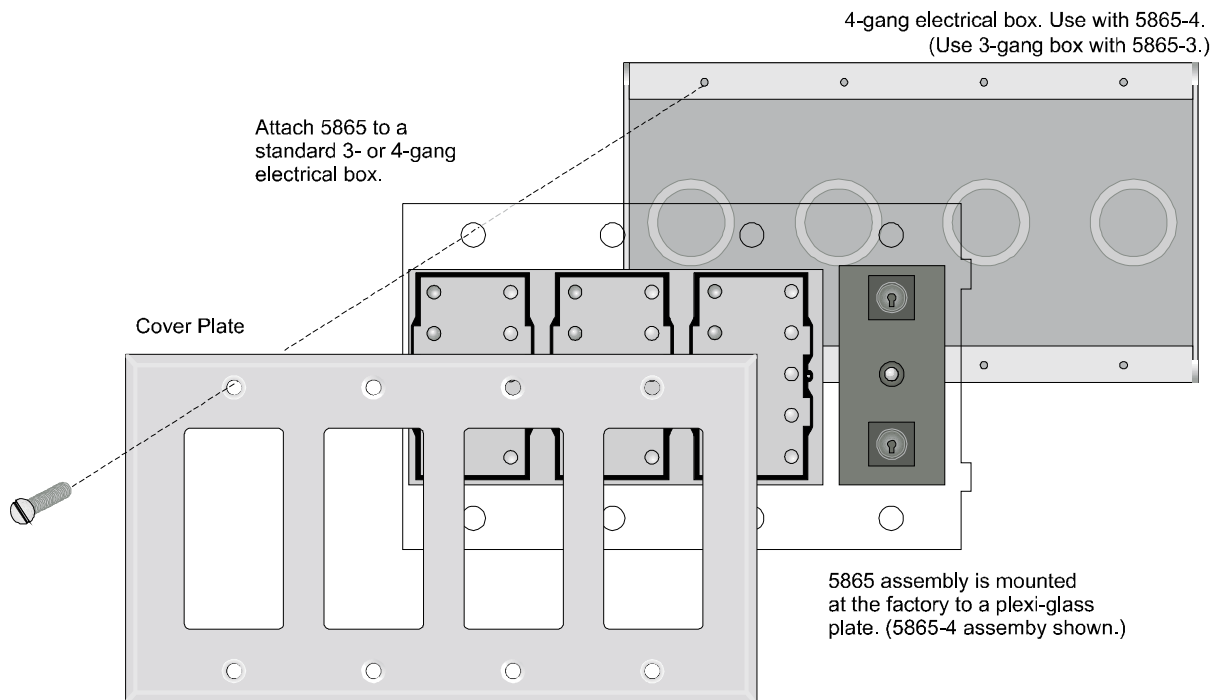 4-gang electrical box. Use with 5865-4.
(Use 3-gang box with 5865-3.)
Attach 5865 to a
standard 3- or 4-gang
electrical box.
Cover Plate
5865 assembly is mounted
at the factory to a plexi-glass
plate. (5865-4 assemby shown.)